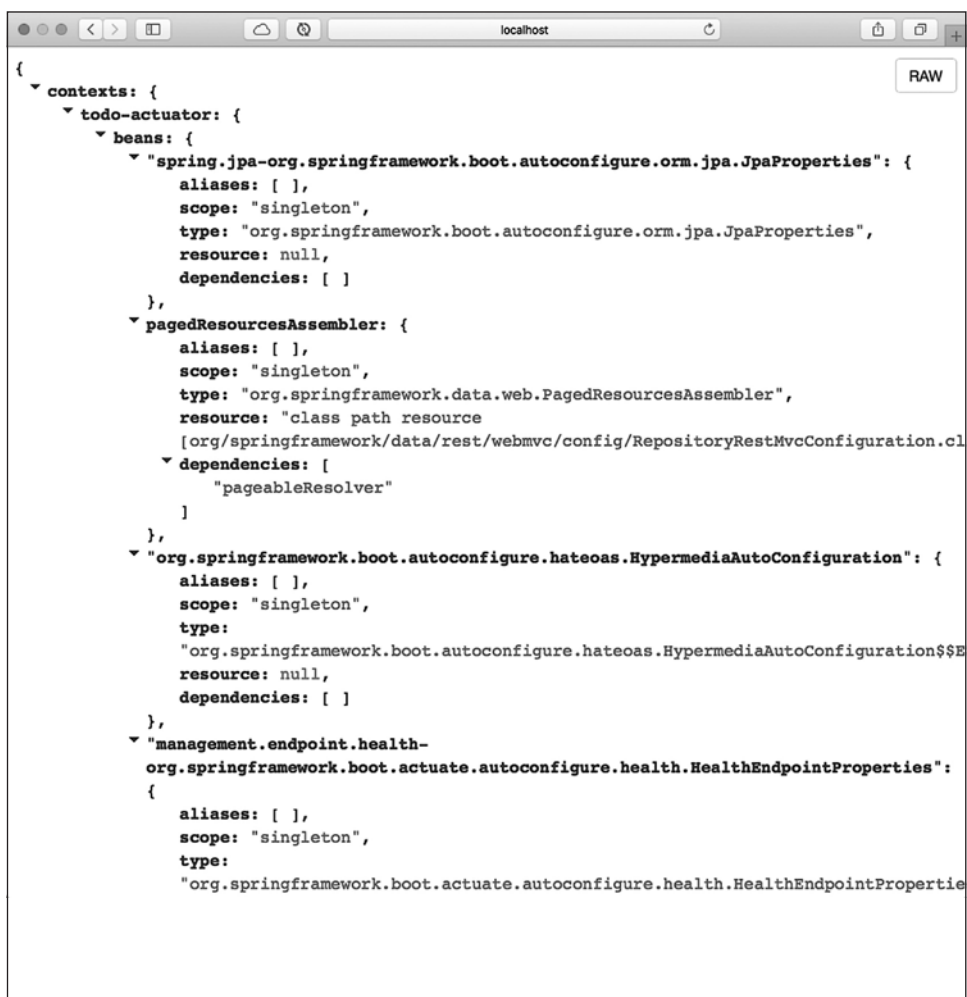 localhost
RAW
{
contexts: {
todo-actuator: {
beans: {
"spring.jpa-org.springframework.boot.autoconfigure.orm.jpa.JpaProperties": {
aliases: [ ],
scope: "singleton",
type: "org.springframework.boot.autoconfigure.orm.jpa.JpaProperties",
resource: null,
dependencies: [ ]
},
pagedResourcesAssembler: {
aliases: [ ],
scope: "singleton",
type: "org.springframework.data.web.PagedResourcesAssembler",
resource: "class path resource
[org/springframework/data/rest/webmvc/config/RepositoryRestMvcConfiguration.cl
dependencies: [
"pageableResolver"
]
},
"org.springframework.boot.autoconfigure.hateoas.HypermediaAutoConfiguration": {
aliases: [ ],
scope: "singleton",
type:
"org.springframework.boot.autoconfigure.hateoas.HypermediaAutoConfiguration$$E
resource: null,
dependencies: [ ]
},
"management.endpoint.health-
org.springframework.boot.actuate.autoconfigure.health.HealthEndpointProperties":
{
aliases: [ ],
scope: "singleton",
type:
"org.springframework.boot.actuate.autoconfigure.health.HealthEndpointPropertie